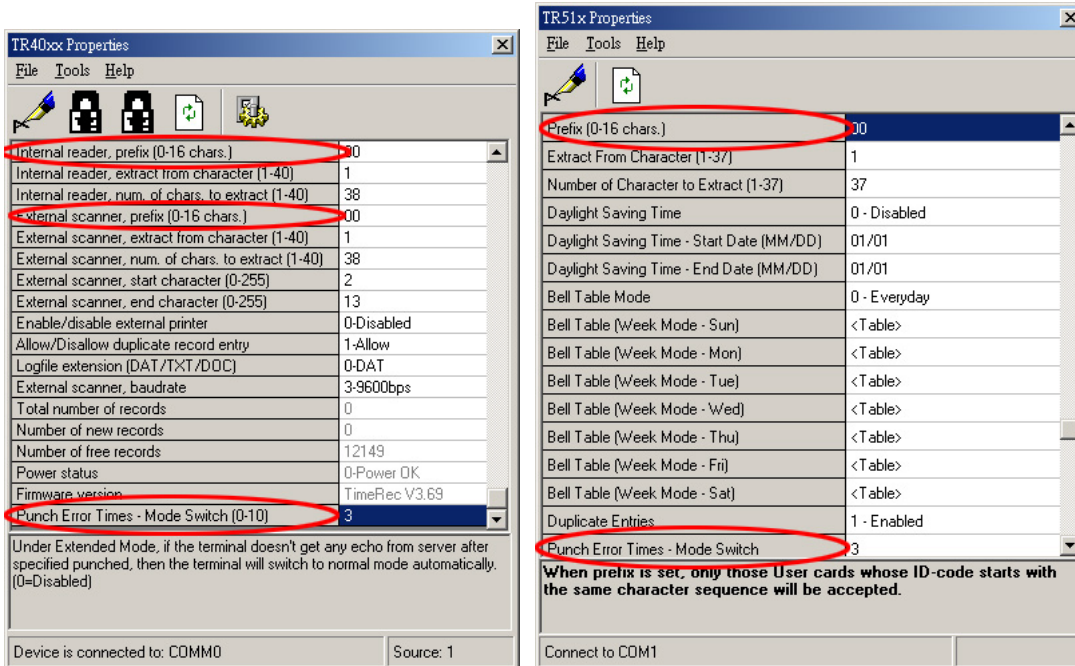 TR40xx Properties
File Tools Help
Internal reader, prefix (0-16 chars.) 00
Internal reader, extract from character (1-40) 1
Internal reader, num. of chars. to extract (1-40) 38
External scanner, prefix (0-16 chars.) 00
External scanner, extract from character (1-40) 1
External scanner, num. of chars. to extract (1-40) 38
External scanner, start character (0-255) 2
External scanner, end character (0-255) 13
Enable/disable external printer 0-Disabled
Allow/Disallow duplicate record entry 1-Allow
Logfile extension (DAT/TXT/DOC) 0-DAT
External scanner, baudrate 3-9600bps
Total number of records 0
Number of new records 0
Number of free records 12149
Power status 0-Power OK
Firmware version TimeRec V3.69
Punch Error Times - Mode Switch (0-10) 3
Under Extended Mode, if the terminal doesn't get any echo from server after
specified punched, then the terminal will switch to normal mode automatically.
(0=Disabled)
Device is connected to: COMM0 Source: 1
TR51x Properties
File Tools Help
Prefix (0-16 chars.) 00
Extract From Character (1-37) 1
Number of Character to Extract (1-37) 37
Daylight Saving Time 0 - Disabled
Daylight Saving Time - Start Date (MM/DD) 01/01
Daylight Saving Time - End Date (MM/DD) 01/01
Bell Table Mode 0 - Everyday
Bell Table (Week Mode - Sun) <Table>
Bell Table (Week Mode - Mon) <Table>
Bell Table (Week Mode - Tue) <Table>
Bell Table (Week Mode - Wed) <Table>
Bell Table (Week Mode - Thu) <Table>
Bell Table (Week Mode - Fri) <Table>
Bell Table (Week Mode - Sat) <Table>
Duplicate Entries 1 - Enabled
Punch Error Times - Mode Switch 3
When prefix is set, only those User cards whose ID-code starts with
the same character sequence will be accepted.
Connect to COM1